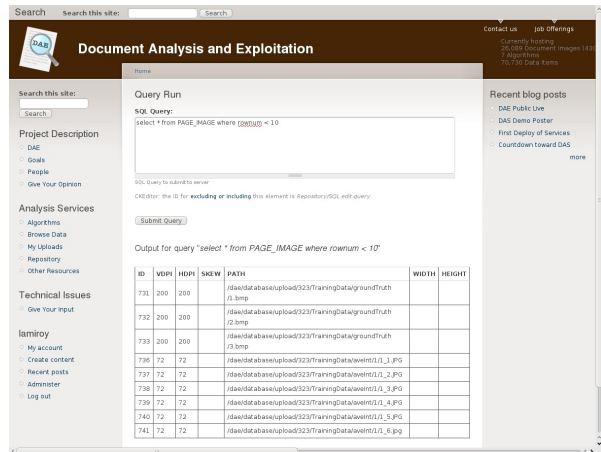 Search Search this site: Search
Contact us Job Offerings
DAE
Document Analysis and Exploitation
Currently hosting
7 Algorithms
70,730 Data Items
Home
Search this site:
Search
Project Description
DAE
Goals
People
Give Your Opinion
Analysis Services
Algorithms
Browse Data
My Uploads
Repository
Other Resources
Technical Issues
Give Your Input
lamiroy
My account
Create content
Recent posts
Administer
Log out
Query Run
SQL Query:
select * from PAGE_IMAGE where rownum < 10
SQL Query to submit to server
CKEditor: the ID for excluding or including this element is Repository/SQL.edit-query.
Submit Query
Output for query "select * from PAGE_IMAGE where rownum < 10"
ID VDPI HDPI SKEW PATH WIDTH HEIGHT
731 200 200 /dae/database/upload/323/TrainingData/groundTruth
/1.bmp
732 200 200 /dae/database/upload/323/TrainingData/groundTruth
/2.bmp
733 200 200 /dae/database/upload/323/TrainingData/groundTruth
/3.bmp
736 72 72 /dae/database/upload/323/TrainingData/aveInt/1/1_1.JPG
737 72 72 /dae/database/upload/323/TrainingData/aveInt/1/1_2.JPG
738 72 72 /dae/database/upload/323/TrainingData/aveInt/1/1_3.JPG
739 72 72 /dae/database/upload/323/TrainingData/aveInt/1/1_4.JPG
740 72 72 /dae/database/upload/323/TrainingData/aveInt/1/1_5.JPG
741 72 72 /dae/database/upload/323/TrainingData/aveInt/1/1_6.jpg
Recent blog posts
DAE Public Live
DAS Demo Poster
First Deploy of Services
Countdown toward DAS
more